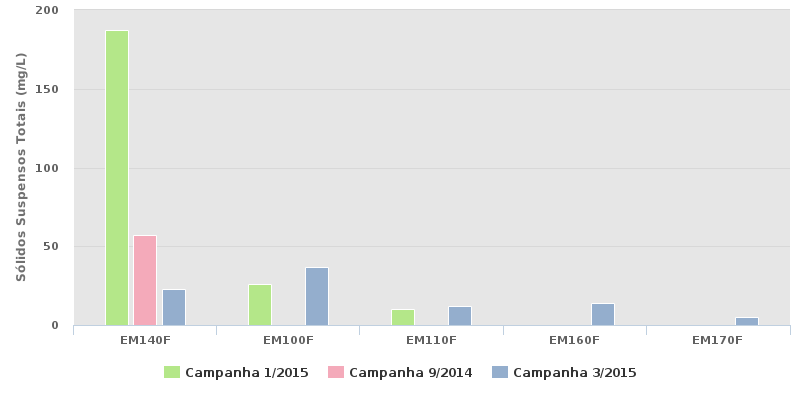 Sólidos Suspensos Totais (mg/L)
200
150
100
50
0
EM140F EM100F EM110F EM160F EM170F
Campanha 1/2015 Campanha 9/2014 Campanha 3/2015